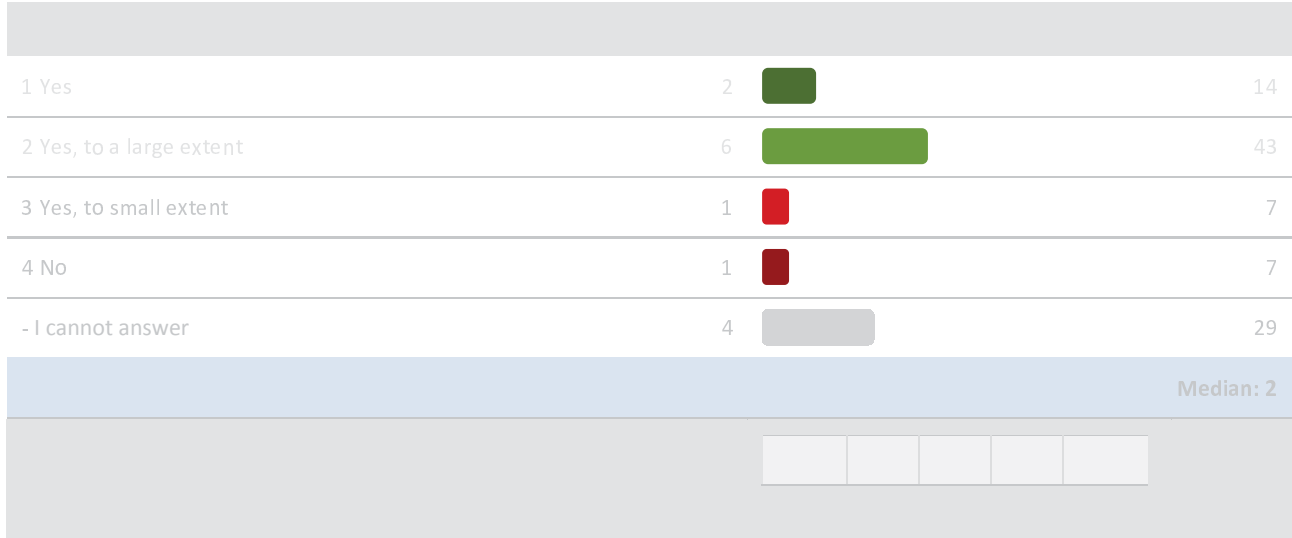 1 Yes 2 14
2 Yes, to a large extent 6 43
3 Yes, to small extent 1 7
4 No 1 7
- I cannot answer 4 29
Median: 2